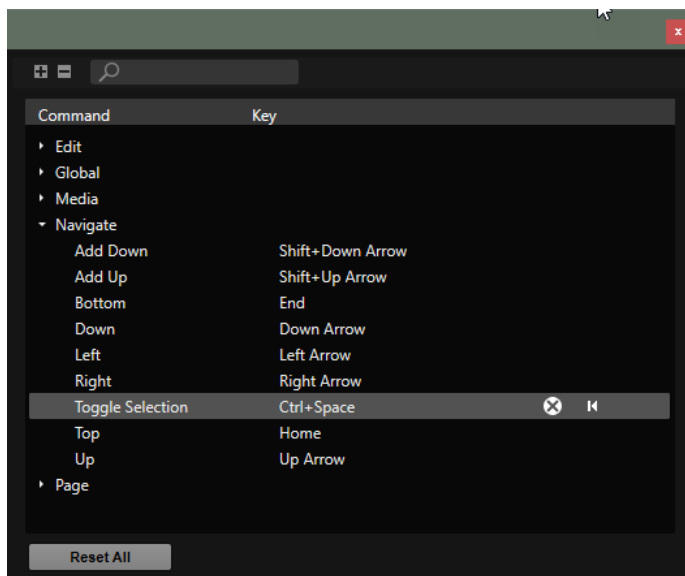 x
Command Key
Edit
Global
Media
Navigate
Add Down Shift+Down Arrow
Add Up Shift+Up Arrow
Bottom End
Down Down Arrow
Left Left Arrow
Right Right Arrow
Toggle Selection Ctrl+Space
Top Home
Up Up Arrow
Page
Reset All